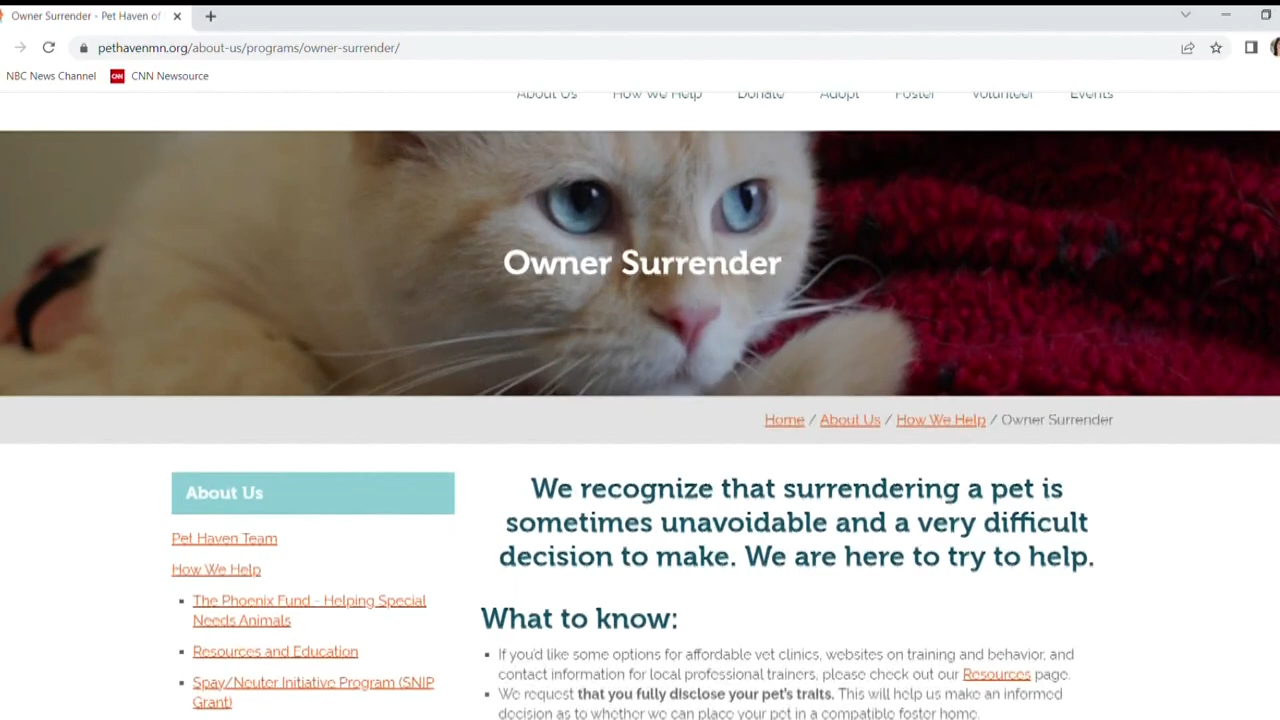 Owner Surrender - Pet Haven of
pethavenmn.org/about-us/programs/owner-surrender/
NBC News Channel CNN CNN Newsource
About Us How We Help Donate Adopt Foster Volunteer Events
Owner Surrender
Home / About Us / How We Help / Owner Surrender
About Us
Pet Haven Team
How We Help
The Phoenix Fund - Helping Special
Needs Animals
Resources and Education
Spay/Neuter Initiative Program (SNIP
Grant)
We recognize that surrendering a pet is
sometimes unavoidable and a very difficult
decision to make. We are here to try to help.
What to know:
If you'd like some options for affordable vet clinics, websites on training and behavior, and
contact information for local professional trainers, please check out our Resources page.
We request that you fully disclose your pet's traits. This will help us make an informed
decision as to whether we can place your pet in a compatible foster home.